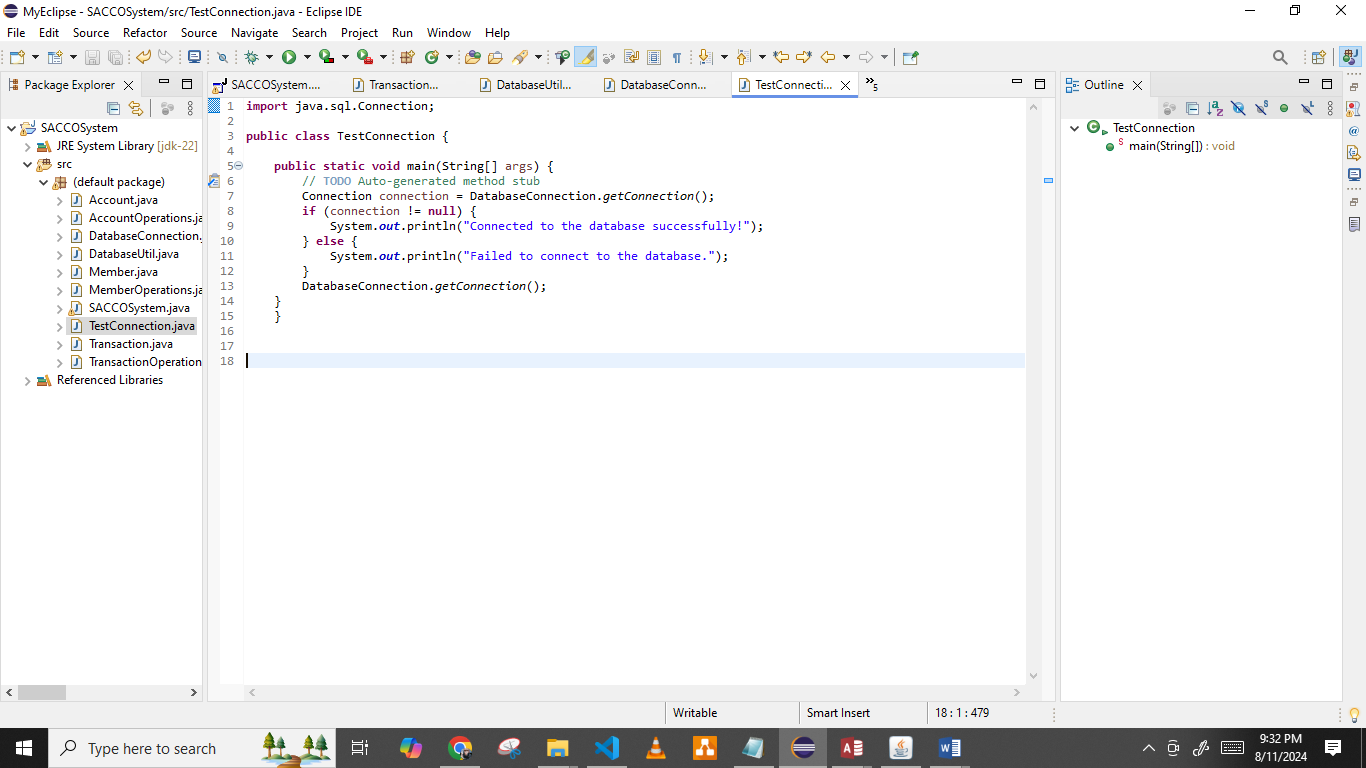 MyEclipse - SACCOSystem/src/TestConnection.java - Eclipse IDE
File Edit Source Refactor Source Navigate Search Project Run Window Help
Package Explorer
SACCOSystem....
Transaction...
DatabaseUtil...
DatabaseConn...
TestConnecti...
»5
Outline
SACCOSystem
JRE System Library [jdk-22]
src
(default package)
Account.java
AccountOperations.ja
DatabaseConnection.
DatabaseUtil.java
Member.java
MemberOperations.ja
SACCOSystem.java
TestConnection.java
Transaction.java
TransactionOperation
Referenced Libraries
1 import java.sql.Connection;
2
3 public class TestConnection {
4
5 public static void main(String[] args) {
6 // TODO Auto-generated method stub
7 Connection connection = DatabaseConnection.getConnection();
8 if (connection != null) {
9 System.out.println("Connected to the database successfully!");
10 } else {
11 System.out.println("Failed to connect to the database.");
12 }
13 DatabaseConnection.getConnection();
14 }
15 }
16
17
18
TestConnection
main(String[]) : void
Writable
Smart Insert
18 : 1 : 479
Type here to search
9:32 PM
8/11/2024